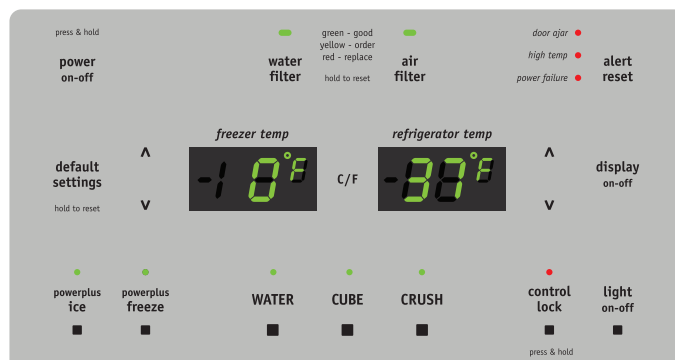 press & hold
power
on-off
water
filter
green - good
yellow - order
red - replace
hold to reset
air
filter
door ajar
high temp
power failure
alert
reset
default
settings
hold to reset
∧
∨
freezer temp
0°F
C/F
refrigerator temp
37°F
∧
∨
display
on-off
powerplus
ice
powerplus
freeze
WATER
CUBE
CRUSH
control
lock
press & hold
light
on-off